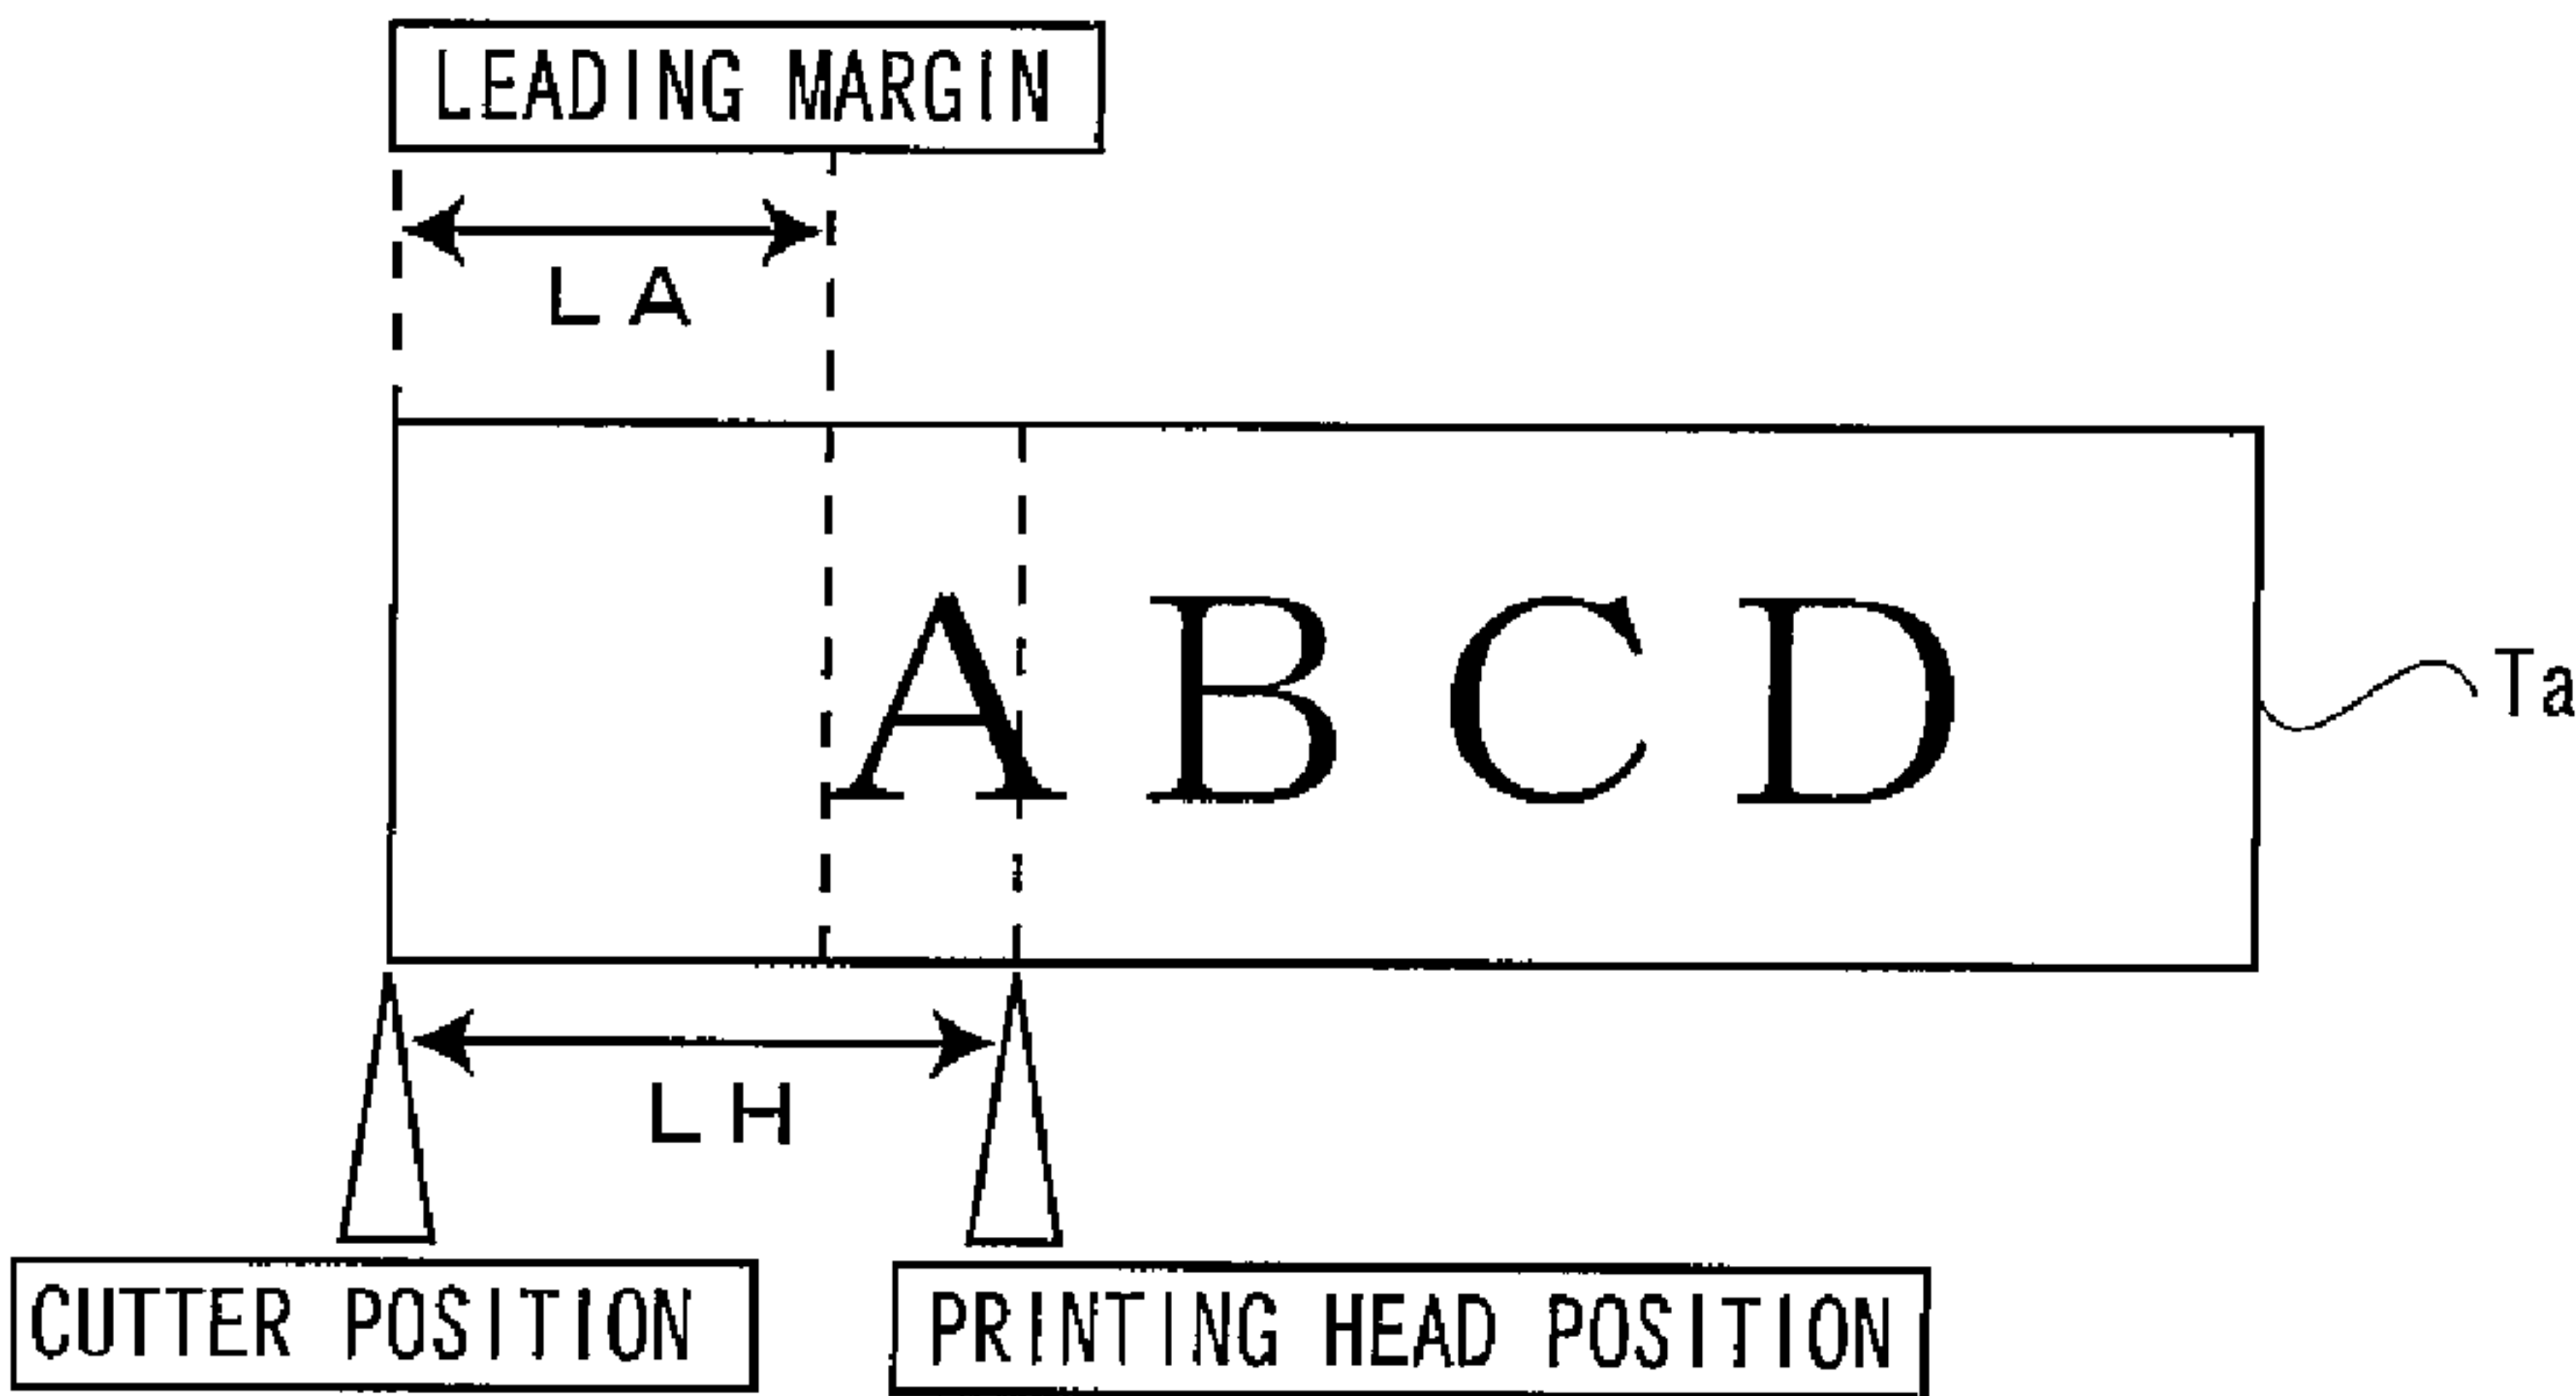 LEADING MARGIN
LA
ABCD
Ta
LH
CUTTER POSITION
PRINTING HEAD POSITION